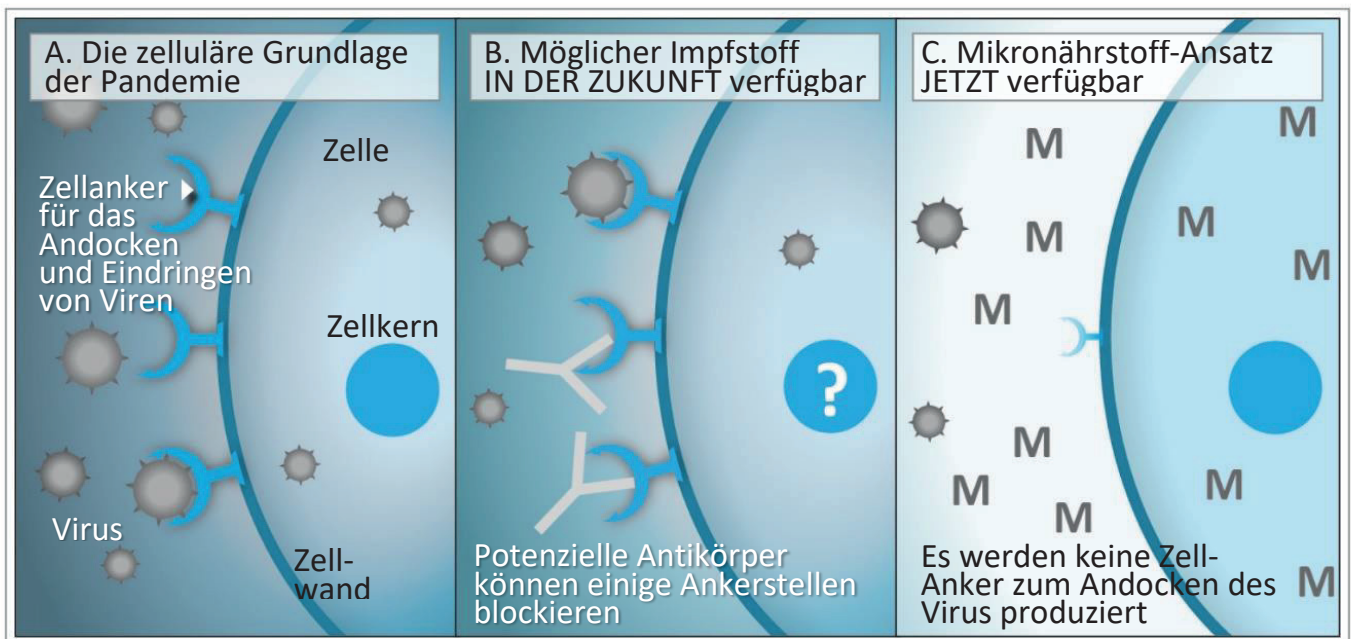 A. Die zelluläre Grundlage
der Pandemie
Zelle
Zellanker
für das
Andocken
und Eindringen
von Viren
Zellkern
Virus
Zell-
wand
B. Möglicher Impfstoff
IN DER ZUKUNFT verfügbar
?
Potenzielle Antikörper
können einige Ankerstellen
blockieren
C. Mikronährstoff-Ansatz
JETZT verfügbar
M
M
M
M
M
M
M
M
M
M
M
Es werden keine Zell-
Anker zum Andocken des
Virus produziert
M